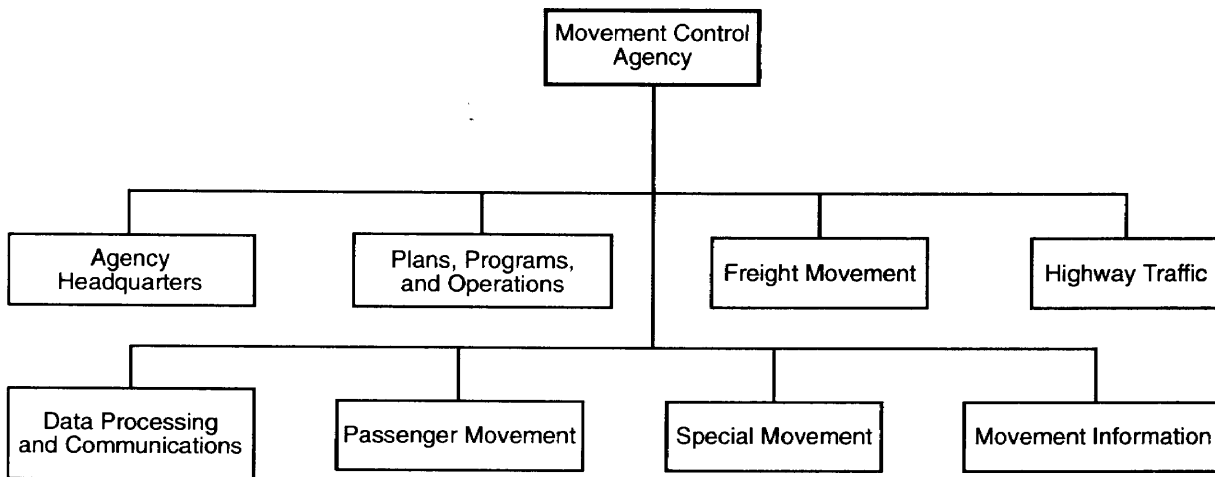 Movement Control
Agency
Agency
Headquarters
Plans, Programs,
and Operations
Freight Movement
Highway Traffic
Data Processing
and Communications
Passenger Movement
Special Movement
Movement Information